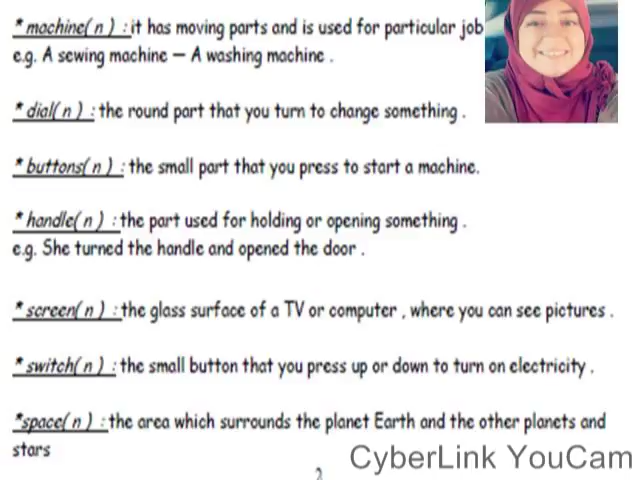 * machine( n ) : it has moving parts and is used for particular job
e.g. A sewing machine – A washing machine .
* dial( n ) : the round part that you turn to change something .
* buttons( n ) : the small part that you press to start a machine.
* handle( n ) : the part used for holding or opening something .
e.g. She turned the handle and opened the door .
* screen( n ) : the glass surface of a TV or computer , where you can see pictures .
* switch( n ) : the small button that you press up or down to turn on electricity .
*space( n ) : the area which surrounds the planet Earth and the other planets and
stars
2
CyberLink YouCam